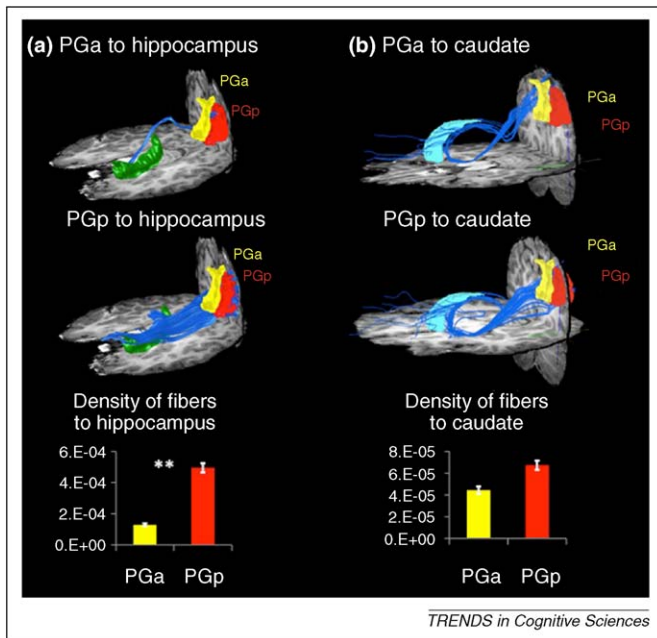 (a) PGa to hippocampus
PGa
PGp
PGp to hippocampus
PGa
PGp
Density of fibers
to hippocampus
6.E-04
4.E-04
2.E-04
0.E+00
**
PGa PGp
(b) PGa to caudate
PGa
PGp
PGp to caudate
PGa
PGp
Density of fibers
to caudate
8.E-05
6.E-05
4.E-05
2.E-05
0.E+00
PGa PGp
TRENDS in Cognitive Sciences